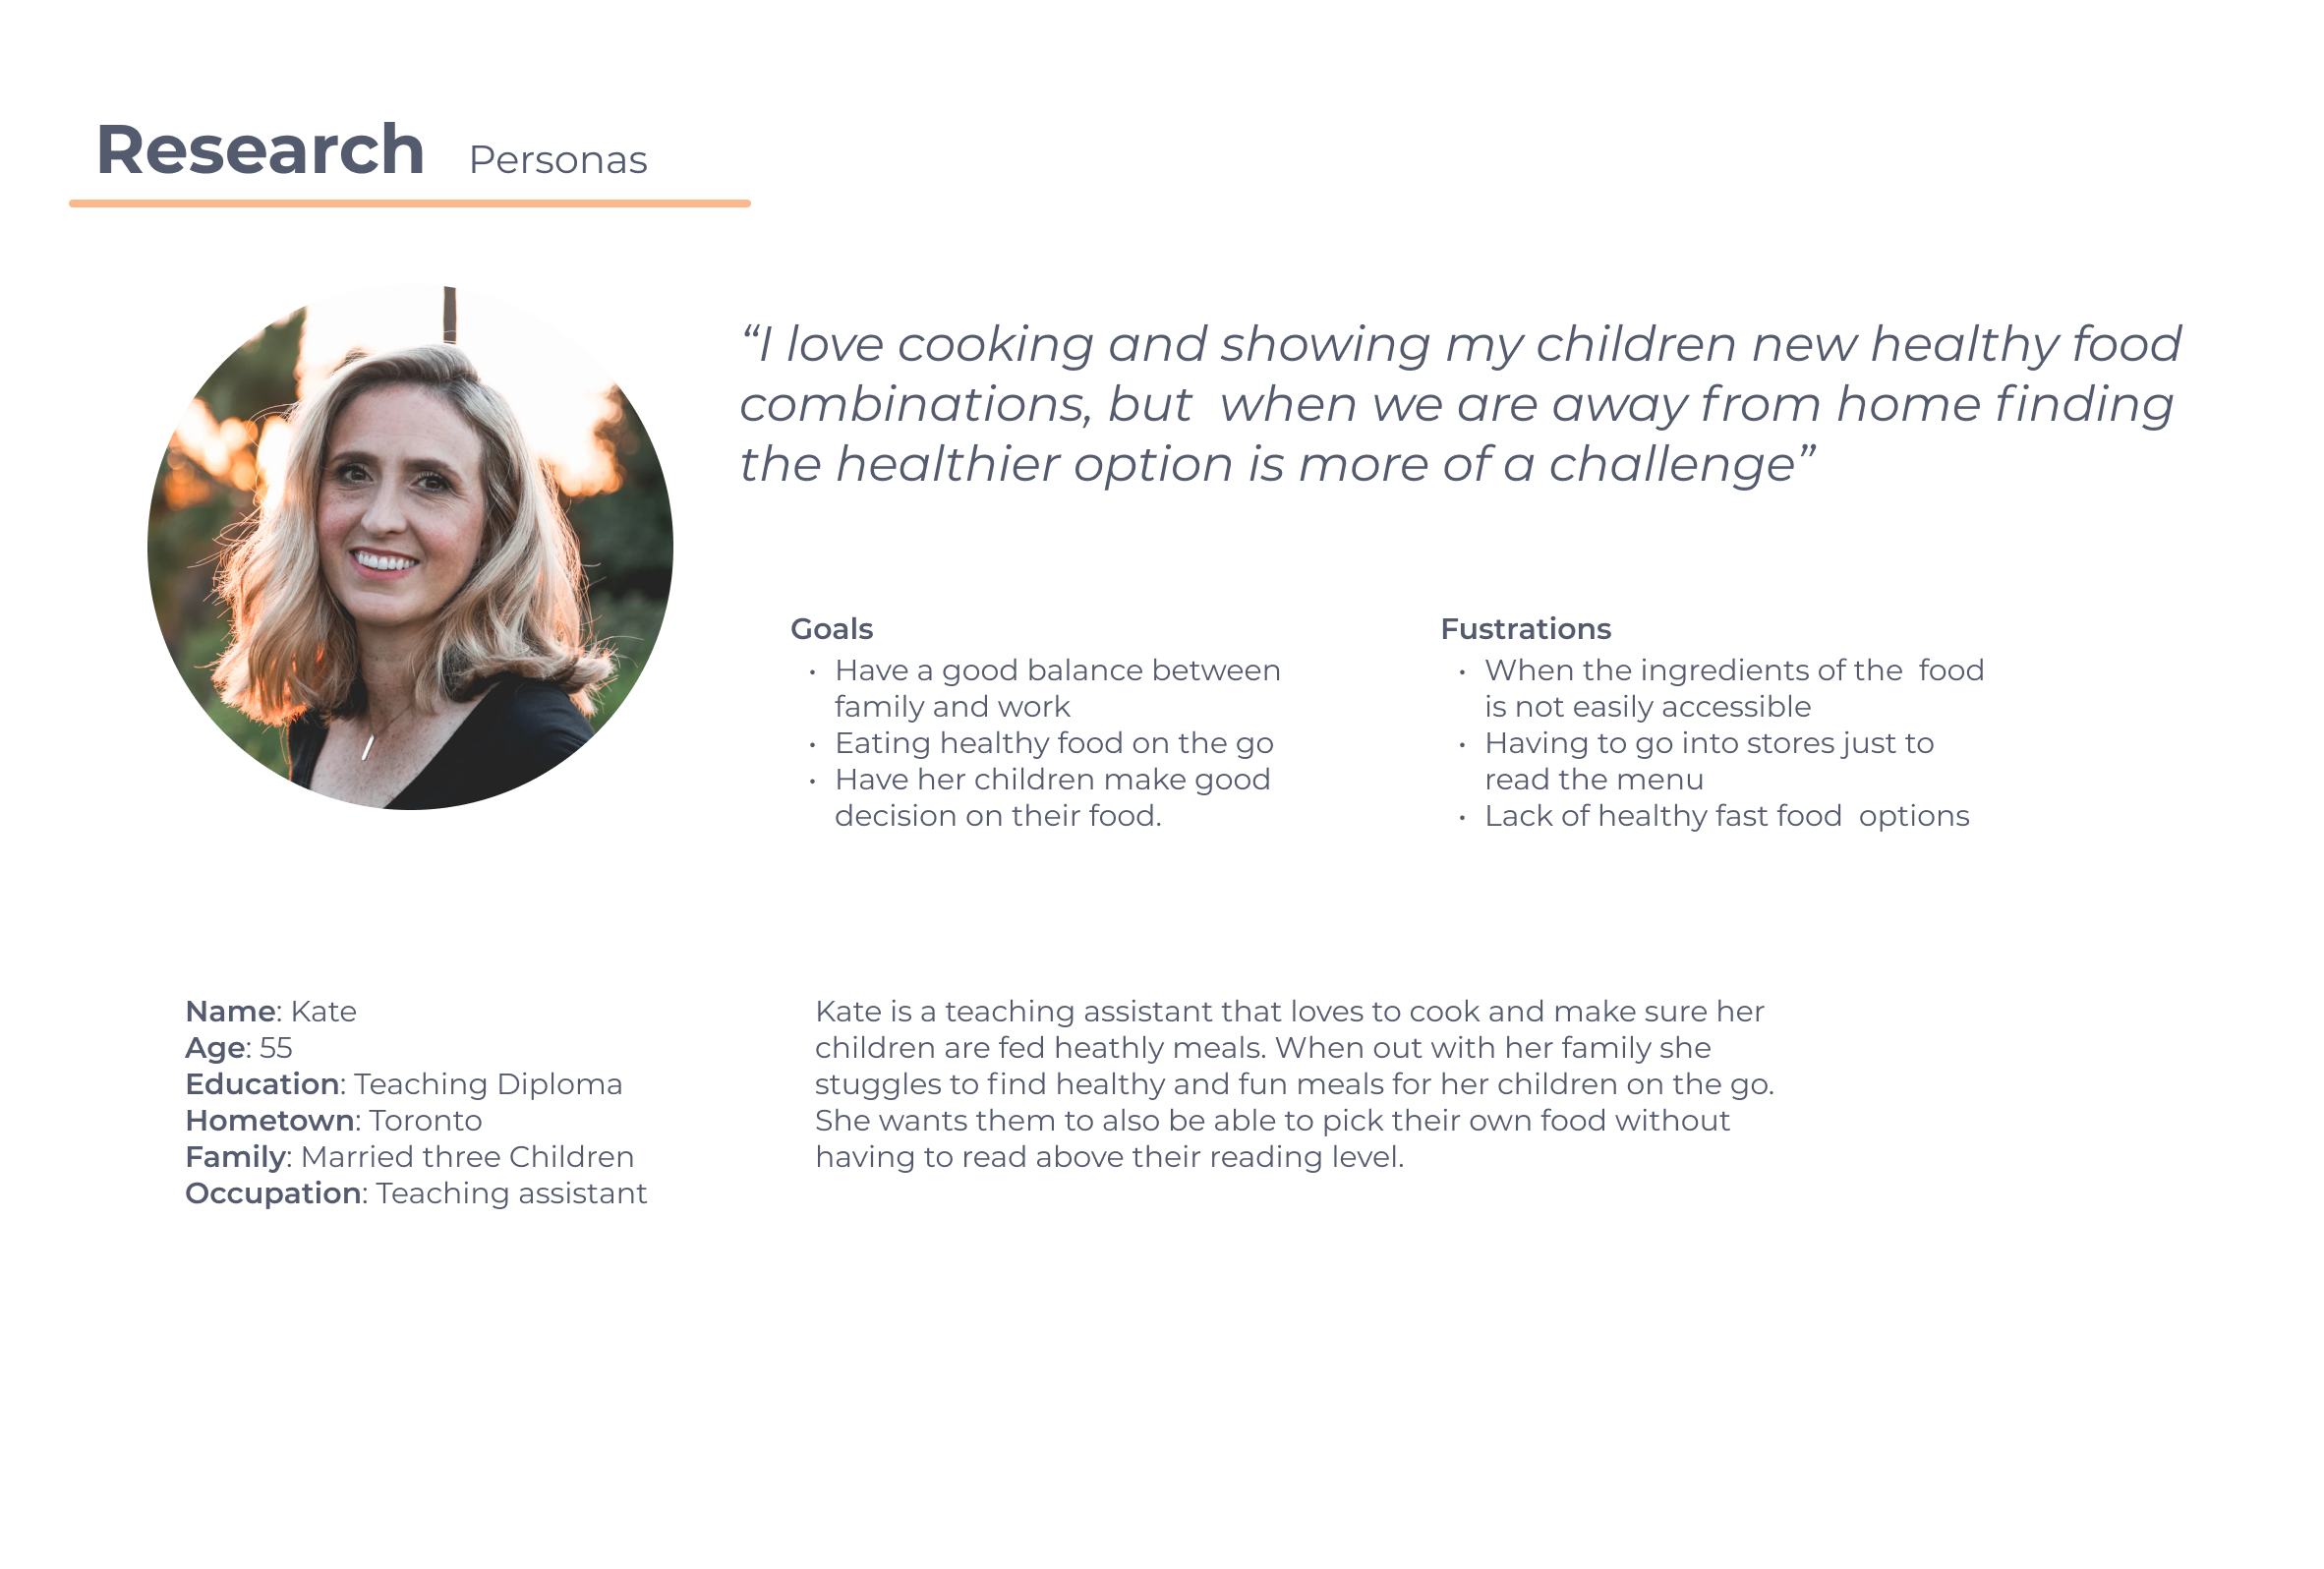 Research Personas
“I love cooking and showing my children new healthy food
combinations, but  when we are away from home finding
the healthier option is more of a challenge”
Goals
• Have a good balance between
family and work
• Eating healthy food on the go
• Have her children make good
decision on their food.
Fustrations
• When the ingredients of the  food
is not easily accessible
• Having to go into stores just to
read the menu
• Lack of healthy fast food  options
Name: Kate
Age: 55
Education: Teaching Diploma
Hometown: Toronto
Family: Married three Children
Occupation: Teaching assistant
Kate is a teaching assistant that loves to cook and make sure her
children are fed heathly meals. When out with her family she
stuggles to find healthy and fun meals for her children on the go.
She wants them to also be able to pick their own food without
having to read above their reading level.